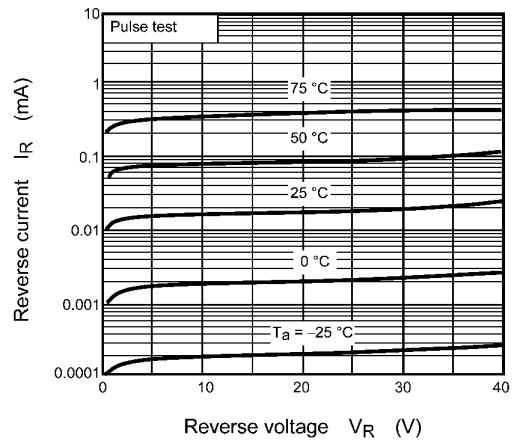 10
Pulse test
1
75 °C
50 °C
0.1
25 °C
0.01
0 °C
0.001
Ta = –25 °C
0.0001
0 10 20 30 40
Reverse voltage VR (V)
Reverse current IR (mA)